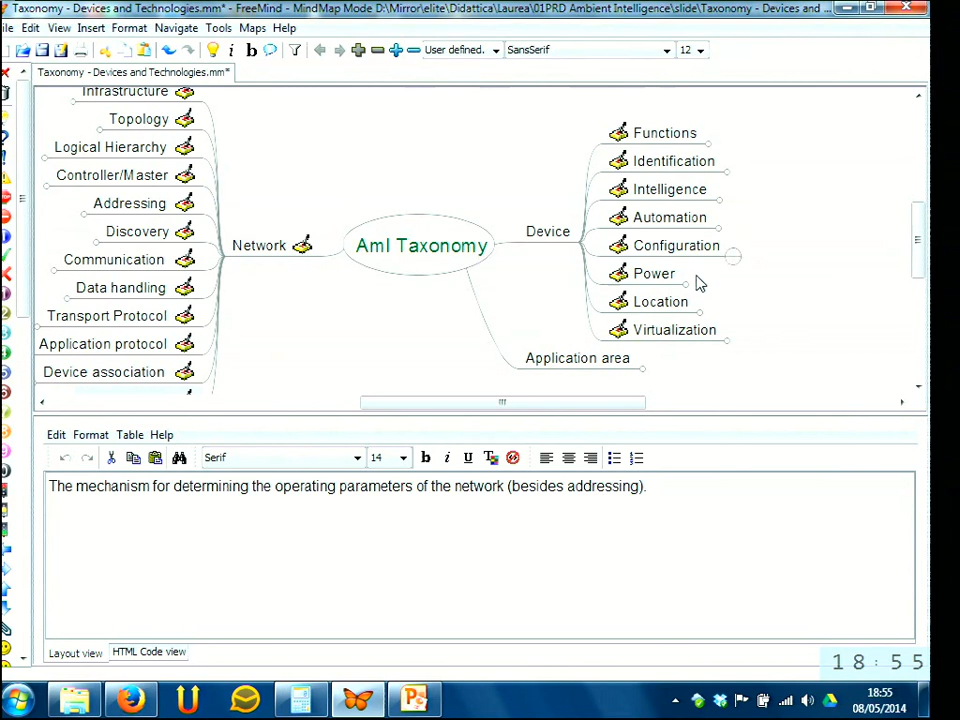 Taxonomy - Devices and Technologies.mm* - FreeMind - MindMap Mode D:\Mirror\elite\Didattica\Laurea\01PRD Ambient Intelligence\slide\Taxonomy - Devices and ...
ile Edit View Insert Format Navigate Tools Maps Help
User defined. SansSerif 12
Taxonomy - Devices and Technologies.mm*
Infrastructure
Topology
Logical Hierarchy
Controller/Master
Addressing
Discovery
Communication
Data handling
Transport Protocol
Application protocol
Device association
Network
AmI Taxonomy
Device
Functions
Identification
Intelligence
Automation
Configuration
Power
Location
Virtualization
Application area
Edit Format Table Help
Serif 14
The mechanism for determining the operating parameters of the network (besides addressing).
Layout view HTML Code view
18:55
18:55
08/05/2014